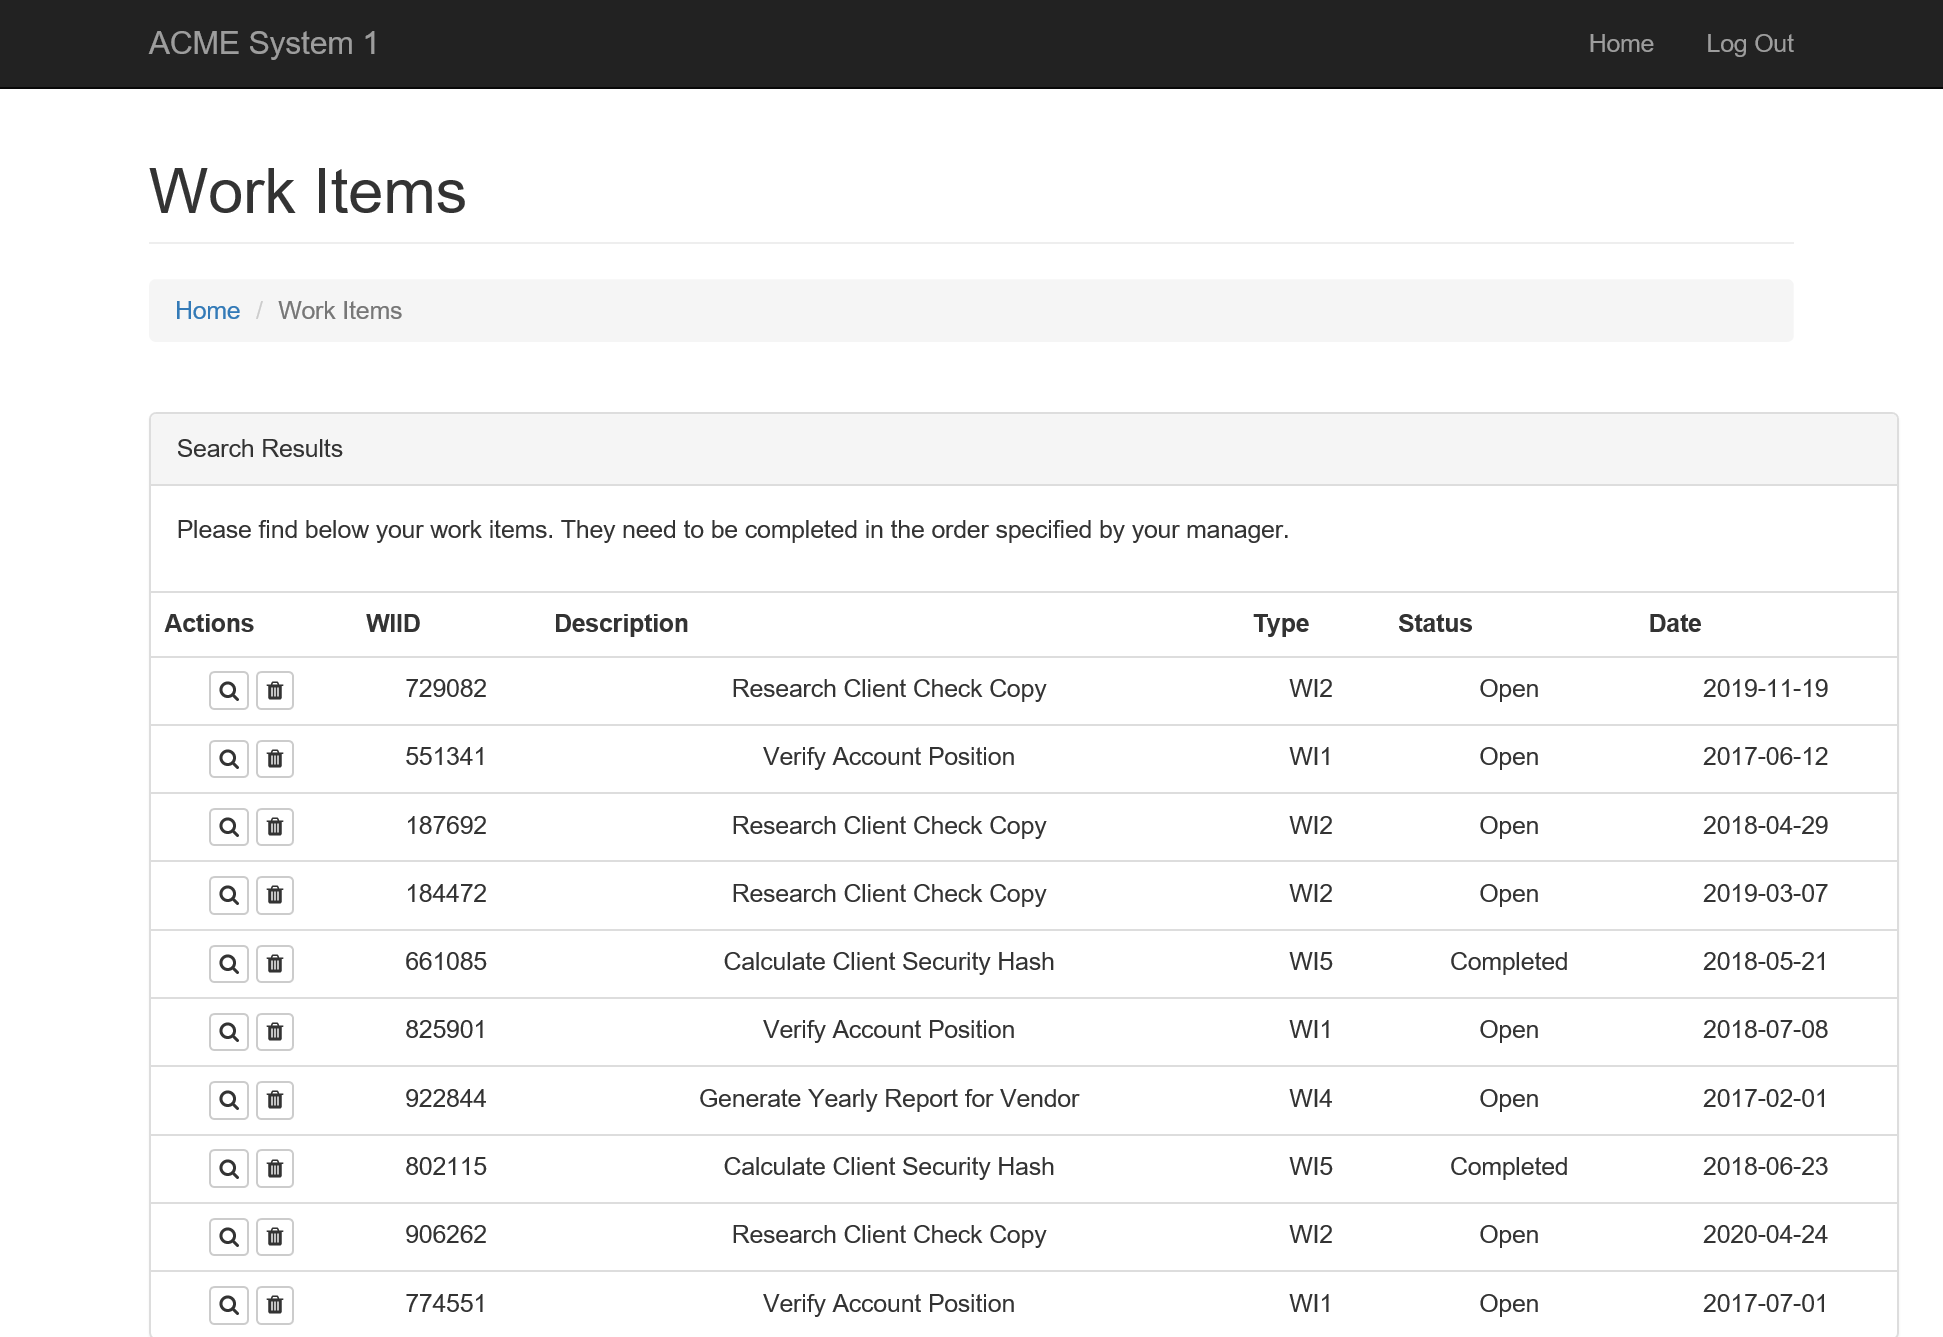 ACME System 1 Home Log Out
Work Items
Home / Work Items
Search Results
Please find below your work items. They need to be completed in the order specified by your manager.
Actions WIID Description Type Status Date
729082 Research Client Check Copy WI2 Open 2019-11-19
551341 Verify Account Position WI1 Open 2017-06-12
187692 Research Client Check Copy WI2 Open 2018-04-29
184472 Research Client Check Copy WI2 Open 2019-03-07
661085 Calculate Client Security Hash WI5 Completed 2018-05-21
825901 Verify Account Position WI1 Open 2018-07-08
922844 Generate Yearly Report for Vendor WI4 Open 2017-02-01
802115 Calculate Client Security Hash WI5 Completed 2018-06-23
906262 Research Client Check Copy WI2 Open 2020-04-24
774551 Verify Account Position WI1 Open 2017-07-01